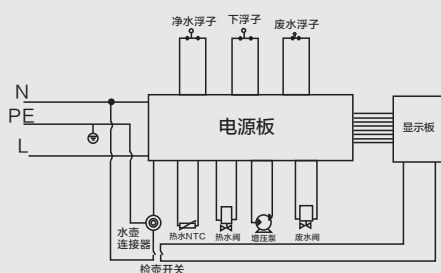 净水浮子
下浮子
废水浮子
N
PE
L
电源板
显示板
水壶
连接器
热水NTC
热水阀
增压泵
废水阀
检壶开关